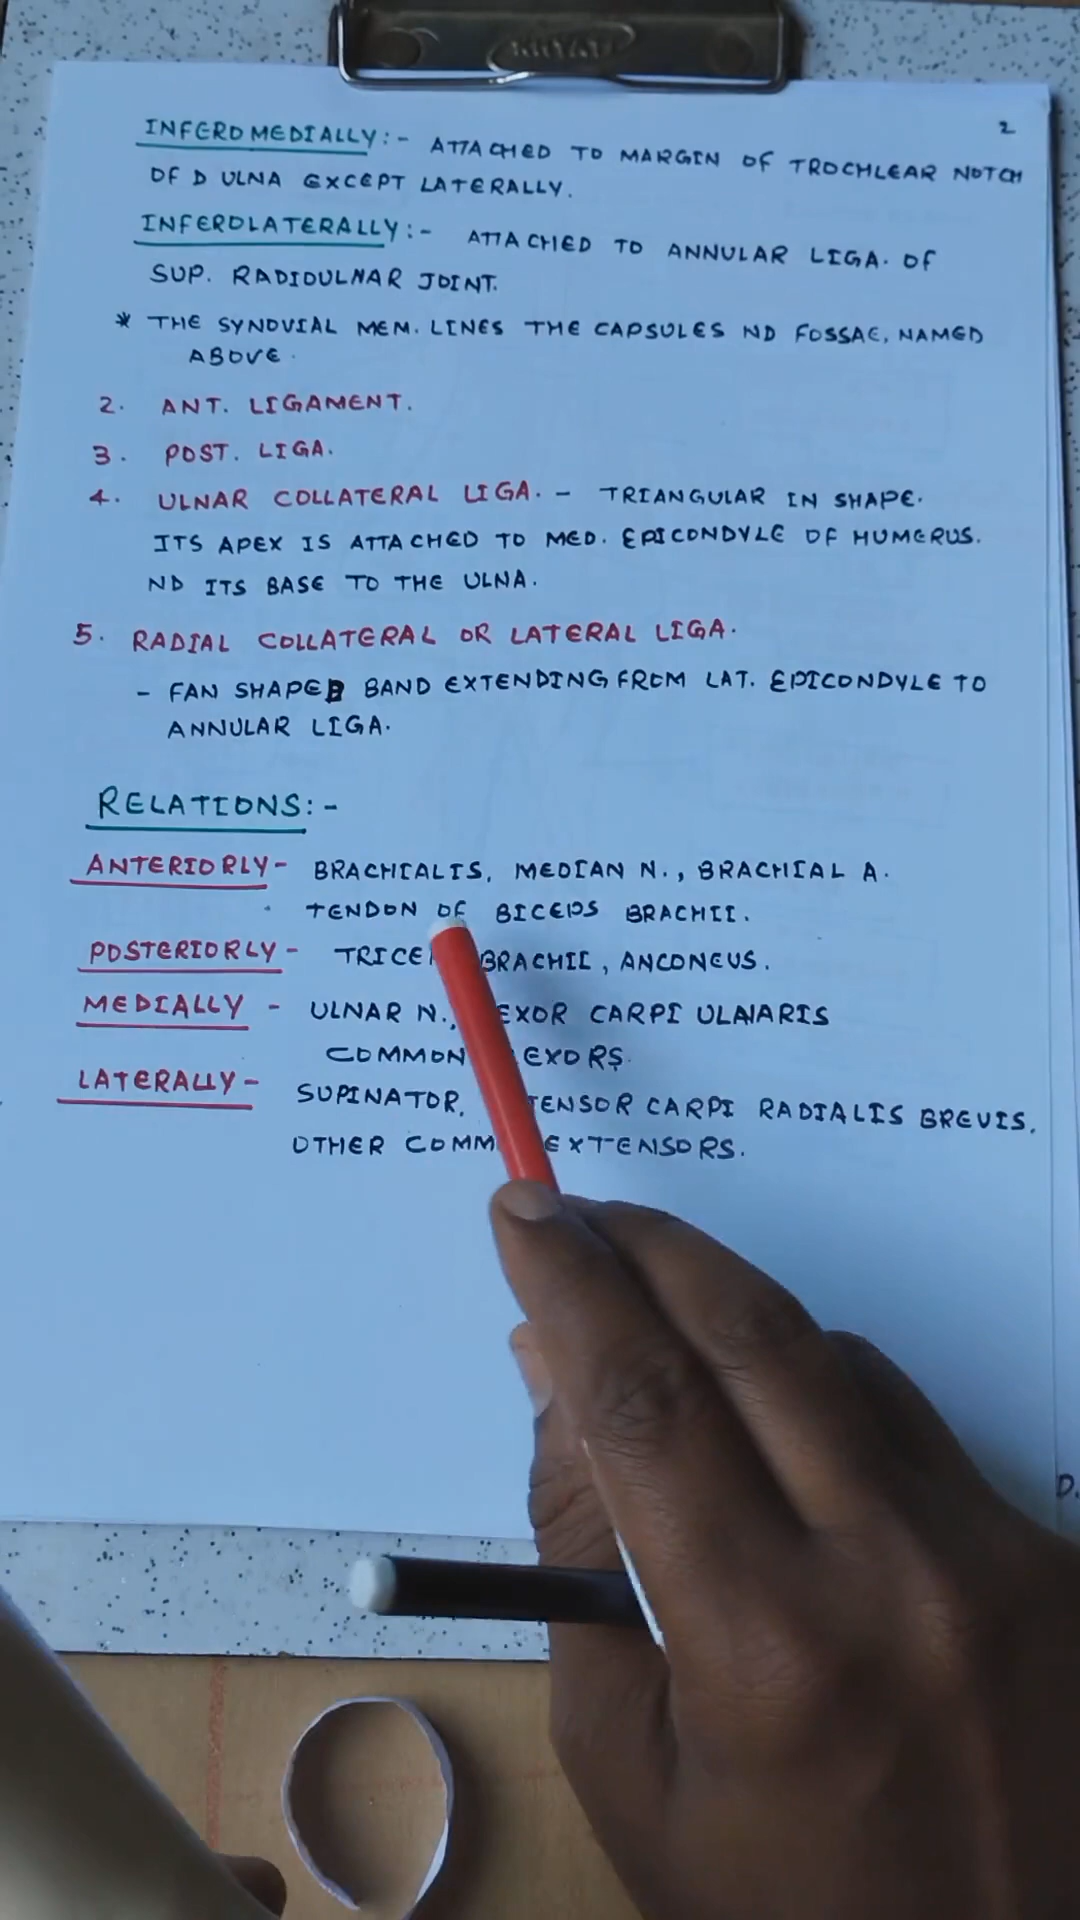 2
INFEROMEDIALLY:- ATTACHED TO MARGIN OF TROCHLEAR NOTCH
OF D ULNA EXCEPT LATERALLY.
INFEROLATERALLY:- ATTACHED TO ANNULAR LIGA. OF
SUP. RADIOULNAR JOINT.
* THE SYNOVIAL MEM. LINES THE CAPSULES ND FOSSAE, NAMED
ABOVE.
2. ANT. LIGAMENT.
3. POST. LIGA.
4. ULNAR COLLATERAL LIGA. - TRIANGULAR IN SHAPE.
ITS APEX IS ATTACHED TO MED. EPICONDYLE OF HUMERUS.
ND ITS BASE TO THE ULNA.
5. RADIAL COLLATERAL OR LATERAL LIGA.
- FAN SHAPED BAND EXTENDING FROM LAT. EPICONDYLE TO
ANNULAR LIGA.
RELATIONS:-
ANTERIORLY- BRACHIALIS, MEDIAN N., BRACHIAL A.
TENDON OF BICEPS BRACHII.
POSTERIORLY- BRACHII, ANCONEUS.
MEDIALLY - ULNAR N., CARPI ULNARIS
COMMON
LATERALLY- SUPINATOR, CARPI RADIALIS BREVIS.
OTHER EXTENSORS.
D.